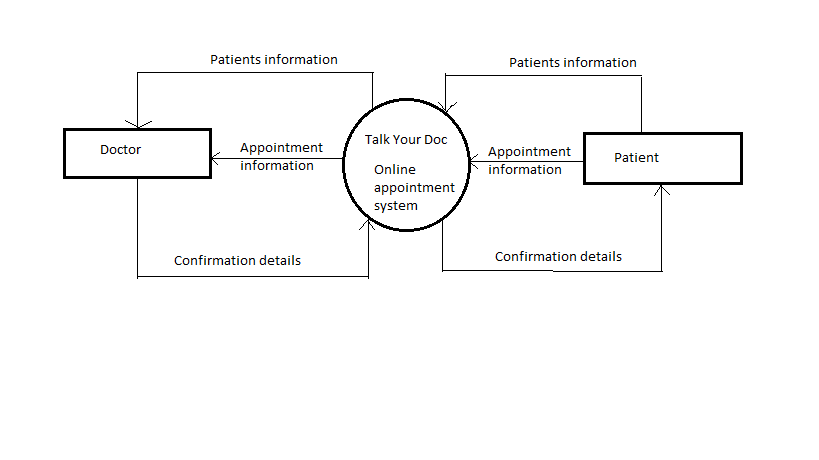 Patients information
Patients information
Doctor
Appointment
information
Talk Your Doc
Online
appointment
system
Appointment
information
Patient
Confirmation details
Confirmation details